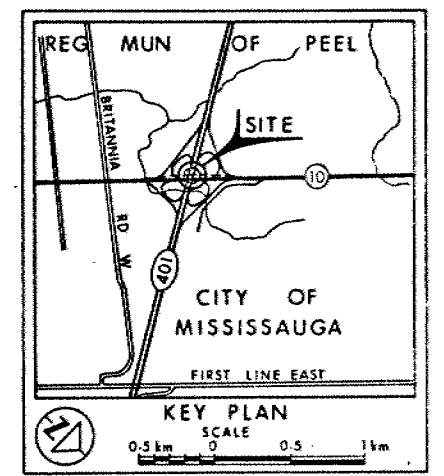 REG MUN OF PEEL
BRITANNIA RD W
SITE
10
401
CITY OF
MISSISSAUGA
FIRST LINE EAST
N
KEY PLAN
SCALE
0·5 km 0 0·5 1 km